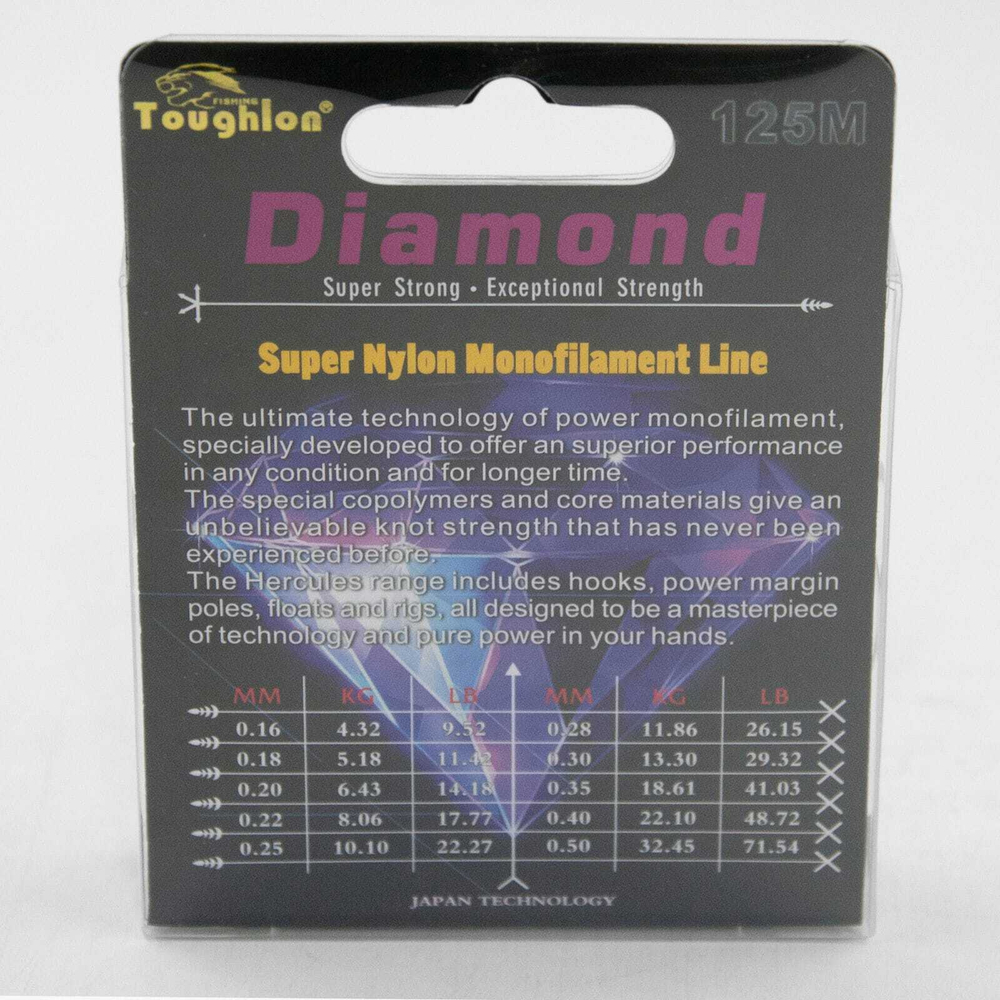 FISHING
Toughlon®
125M
Diamond
Super Strong • Exceptional Strength
Super Nylon Monofilament Line
The ultimate technology of power monofilament,
specially developed to offer an superior performance
in any condition and for longer time.
The special copolymers and core materials give an
unbelievable knot strength that has never been
experienced before.
The Hercules range includes hooks, power margin
poles, floats and rigs, all designed to be a masterpiece
of technology and pure power in your hands.
MM KG LB MM KG LB
0.16 4.32 9.52 0.28 11.86 26.15
0.18 5.18 11.42 0.30 13.30 29.32
0.20 6.43 14.18 0.35 18.61 41.03
0.22 8.06 17.77 0.40 22.10 48.72
0.25 10.10 22.27 0.50 32.45 71.54
JAPAN TECHNOLOGY